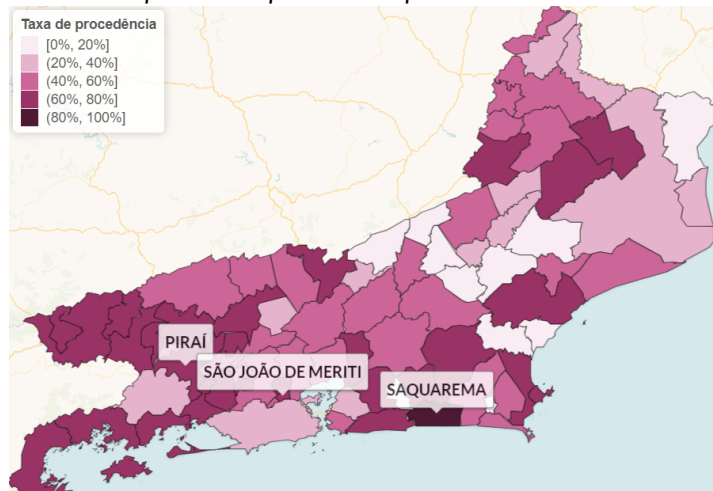 Taxa de procedência
[0%, 20%]
(20%, 40%]
(40%, 60%]
(60%, 80%]
(80%, 100%]
PIRAÍ
SÃO JOÃO DE MERITI
SAQUAREMA